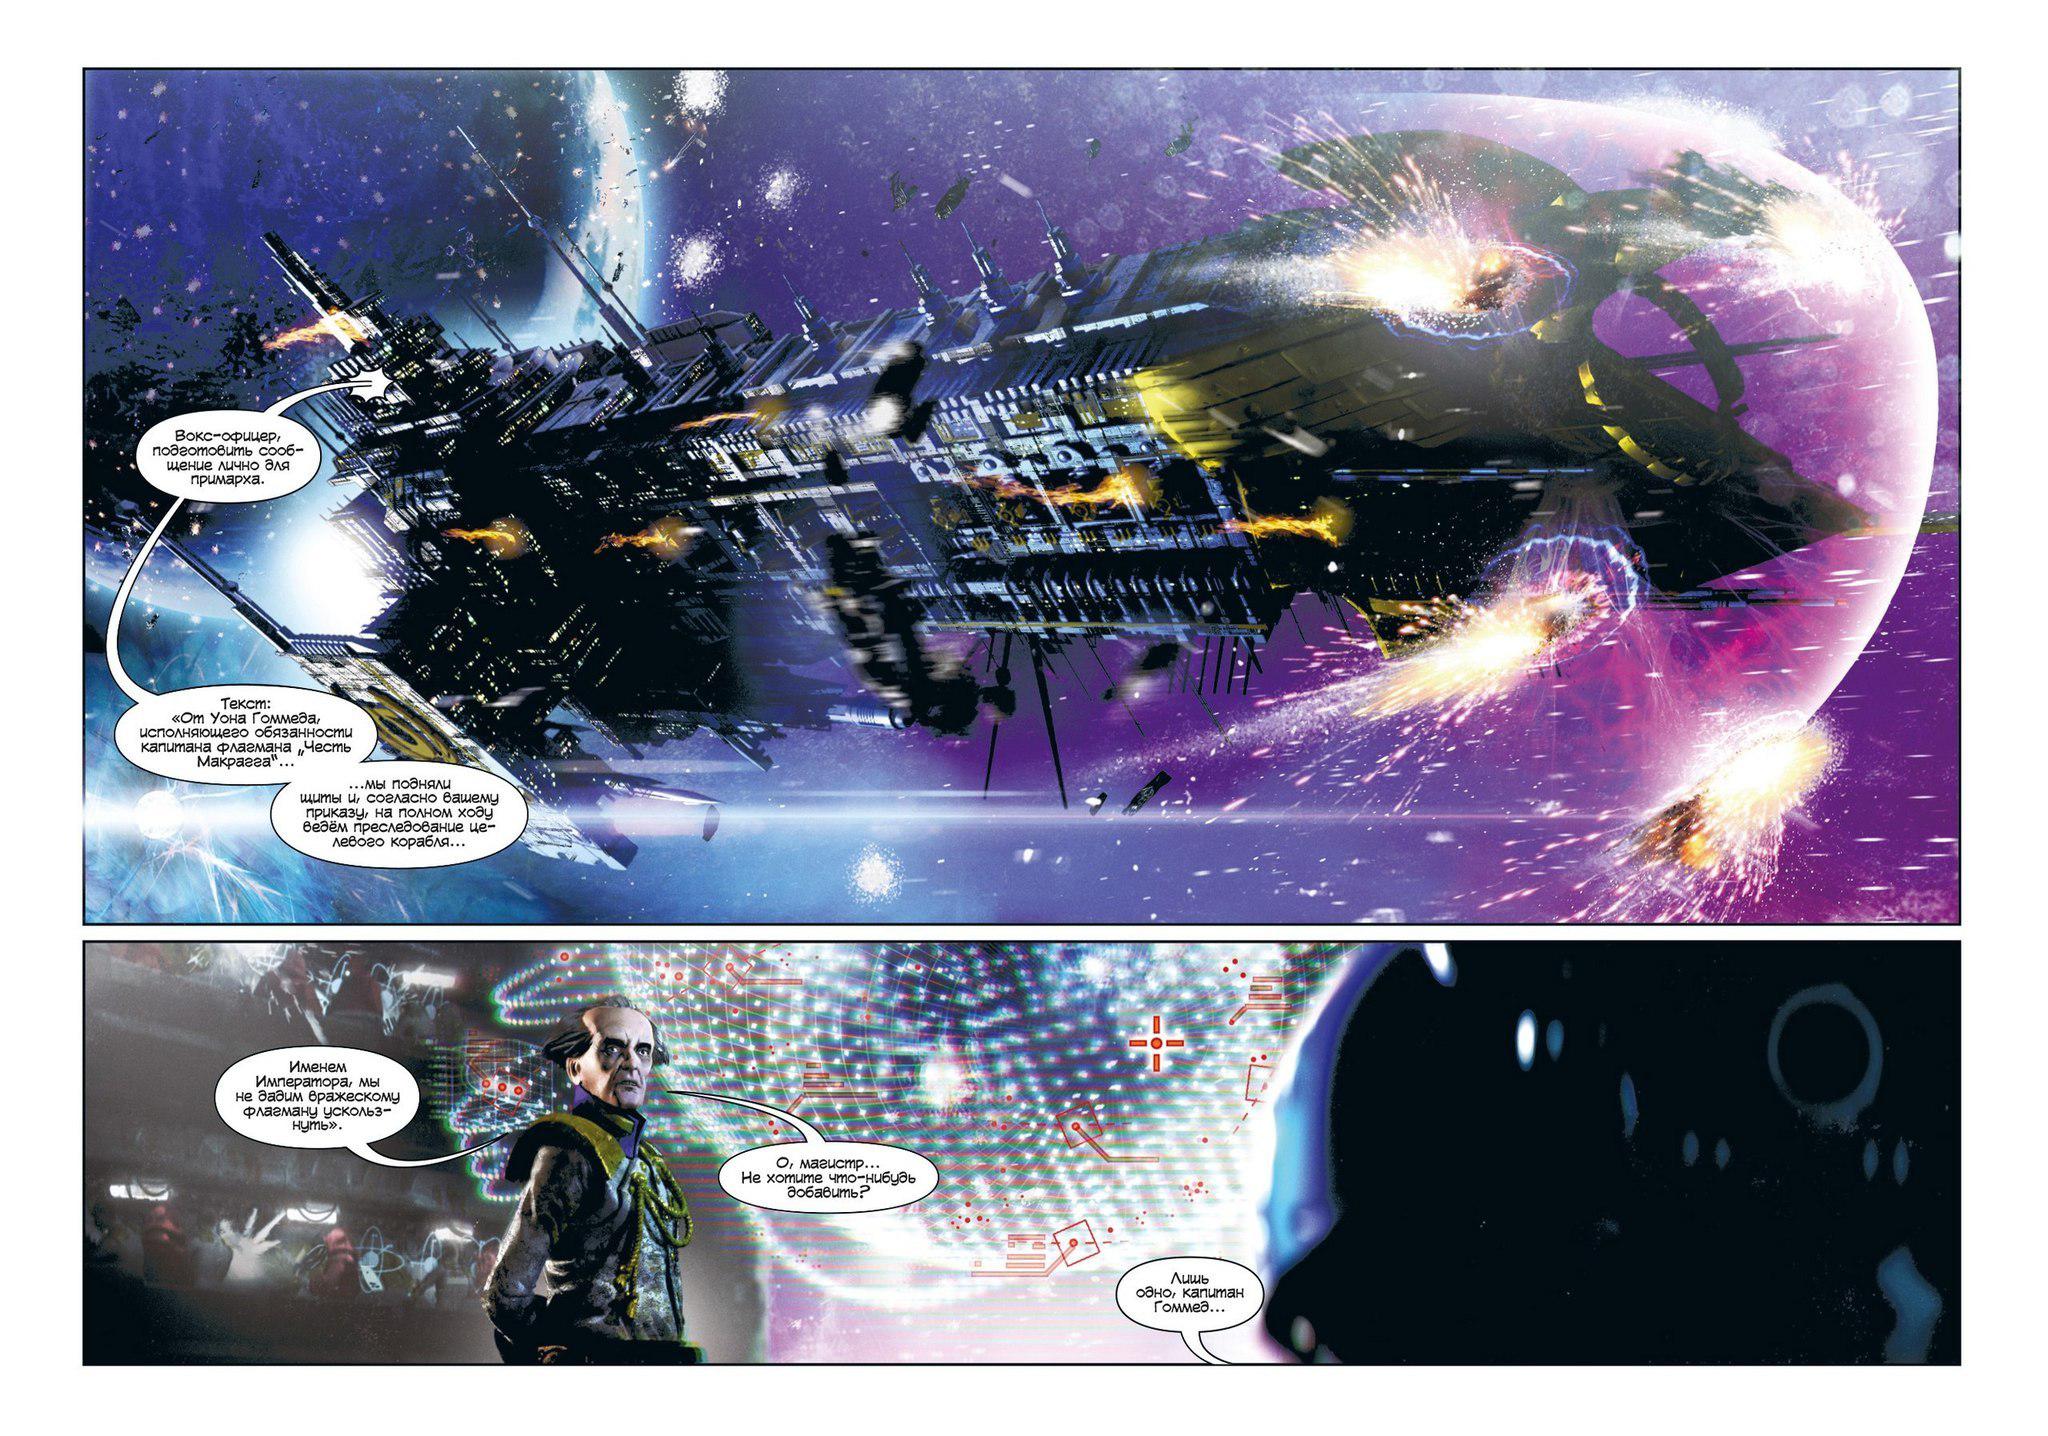 Вокс-офицер,
подготовить сооб-
щение лично для
примарха.
Текст:
«От Уона Гоммеда,
исполняющего обязанности
капитана флагмана „Честь
Макрагга“...
...мы подняли
щиты и, согласно вашему
приказу, на полном ходу
ведём преследование це-
левого корабля...
Именем
Императора, мы
не дадим вражескому
флагману ускольз-
нуть».
О, магистр...
Не хотите что-нибудь
добавить?
Лишь
одно, капитан
Гоммед...